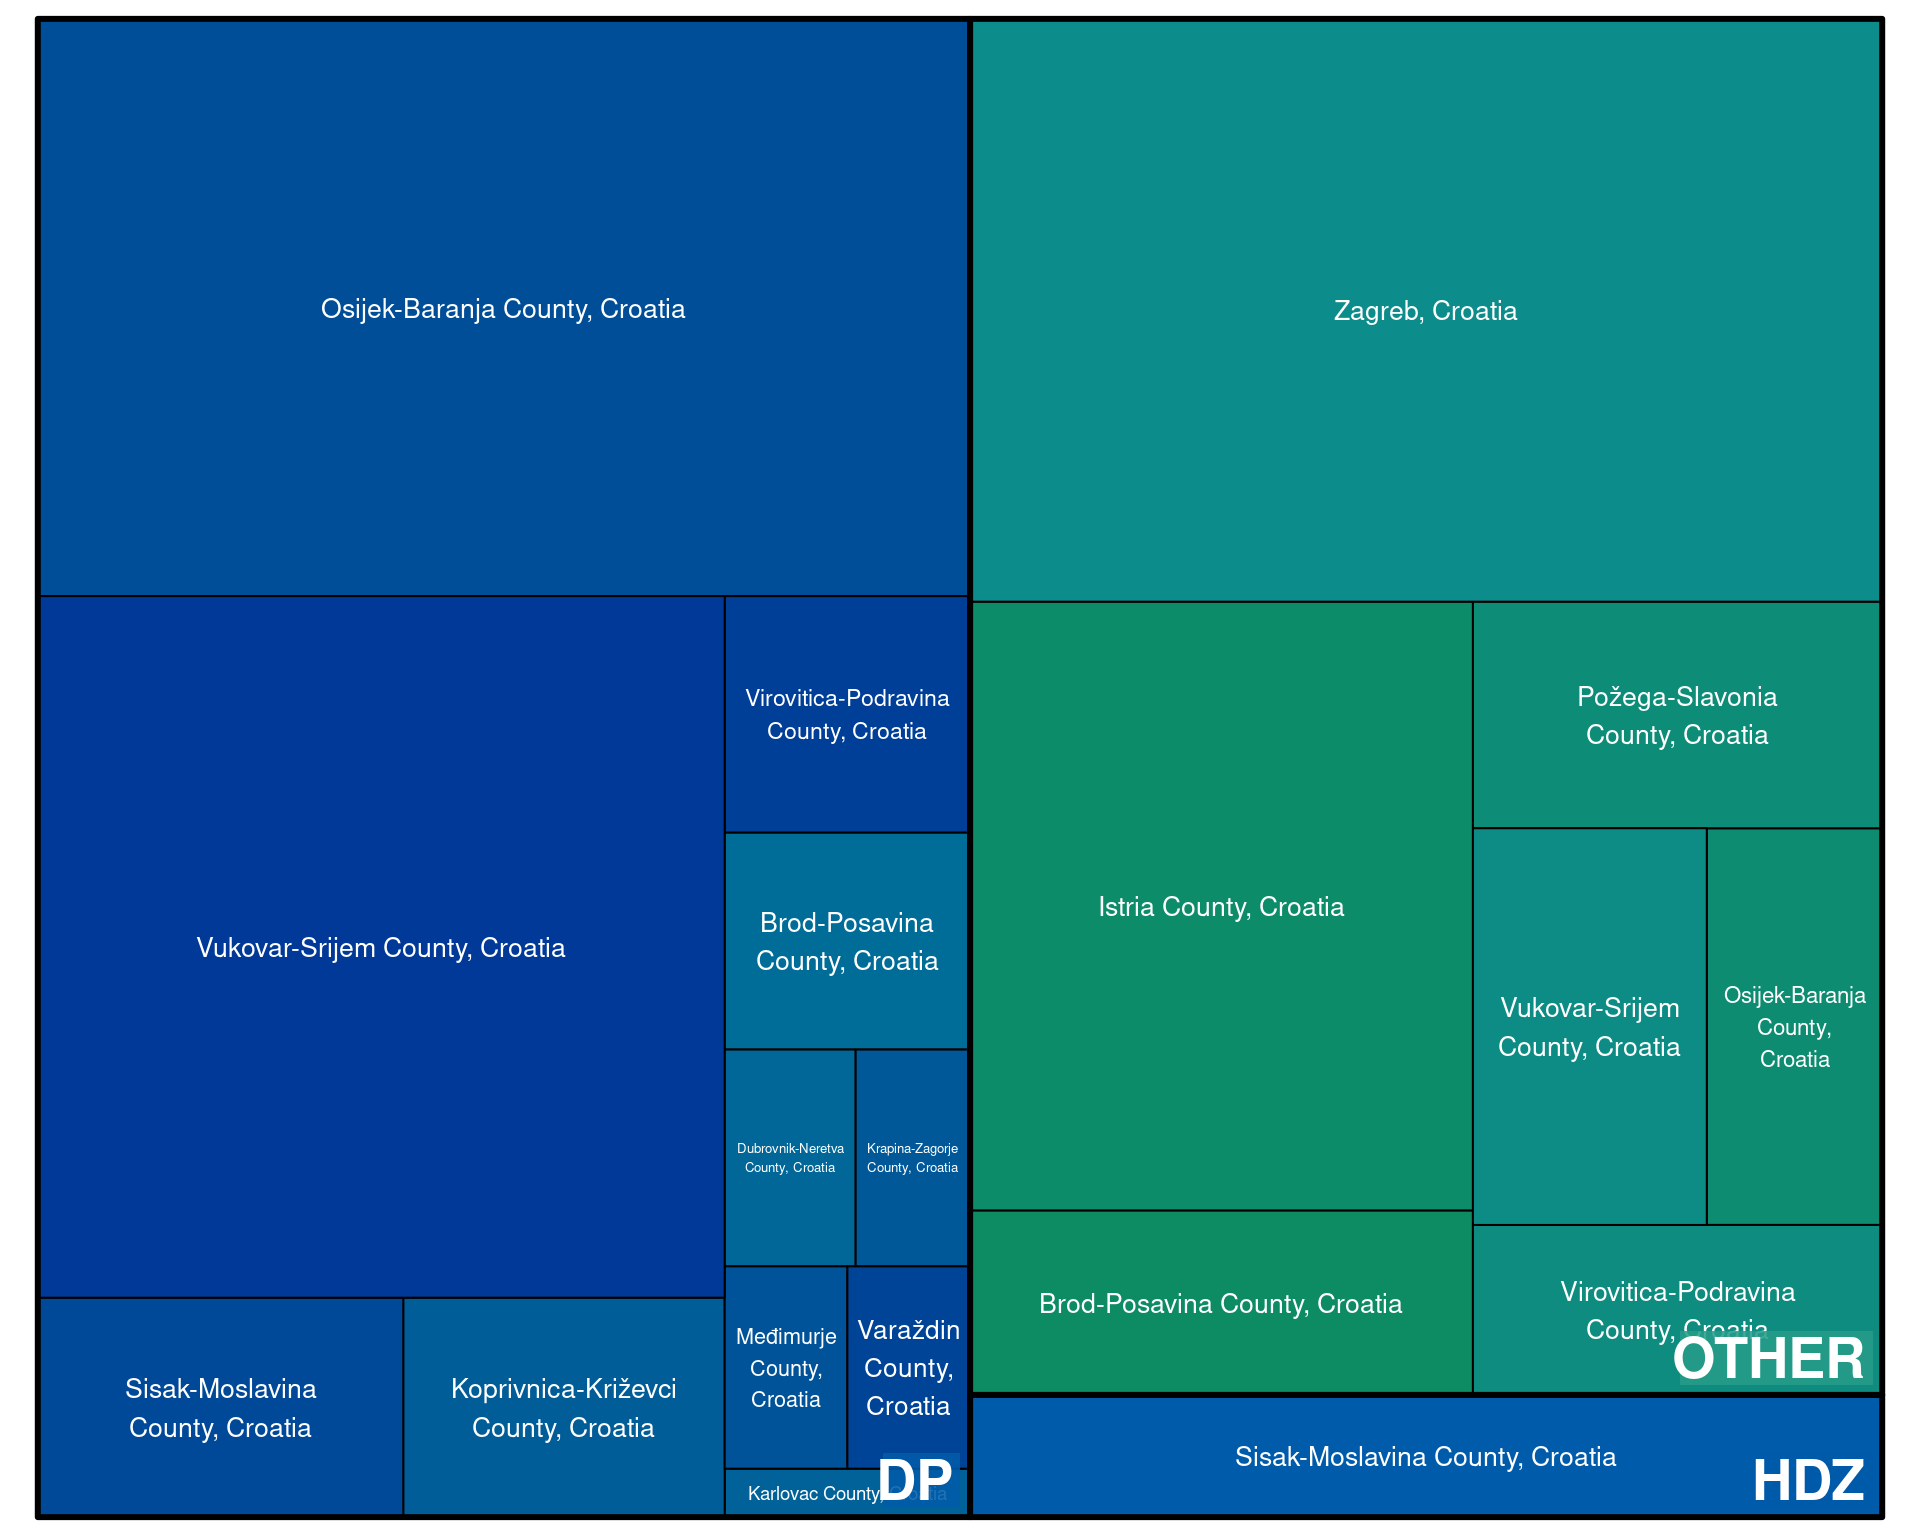 Osijek-Baranja County, Croatia
Vukovar-Srijem County, Croatia
Virovitica-Podravina
County, Croatia
Brod-Posavina
County, Croatia
Dubrovnik-Neretva
County, Croatia
Krapina-Zagorje
County, Croatia
Međimurje
County,
Croatia
Varaždin
County,
Croatia
Sisak-Moslavina
County, Croatia
Koprivnica-Križevci
County, Croatia
Karlovac County, Croatia
DP
Zagreb, Croatia
Istria County, Croatia
Požega-Slavonia
County, Croatia
Vukovar-Srijem
County, Croatia
Osijek-Baranja
County,
Croatia
Brod-Posavina County, Croatia
Virovitica-Podravina
County, Croatia
OTHER
Sisak-Moslavina County, Croatia
HDZ